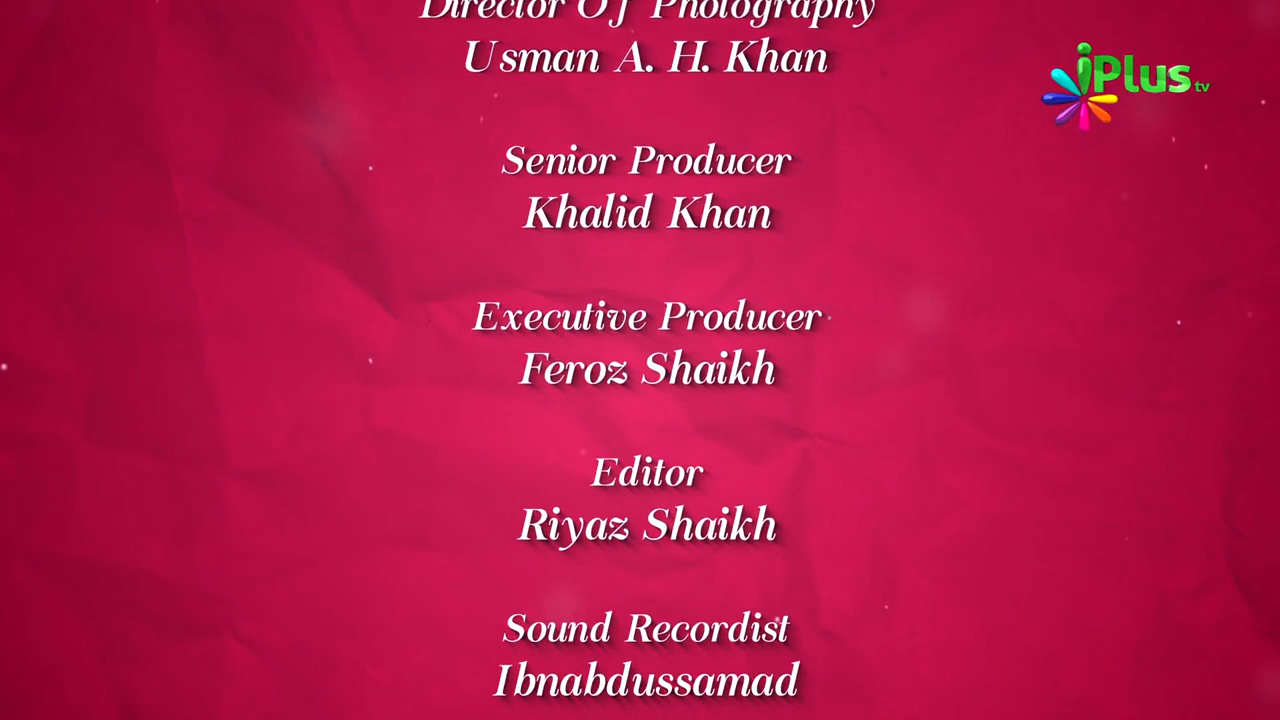 Director Of Photography
Usman A. H. Khan
iPlus tv
Senior Producer
Khalid Khan
Executive Producer
Feroz Shaikh
Editor
Riyaz Shaikh
Sound Recordist
Ibnabdussamad